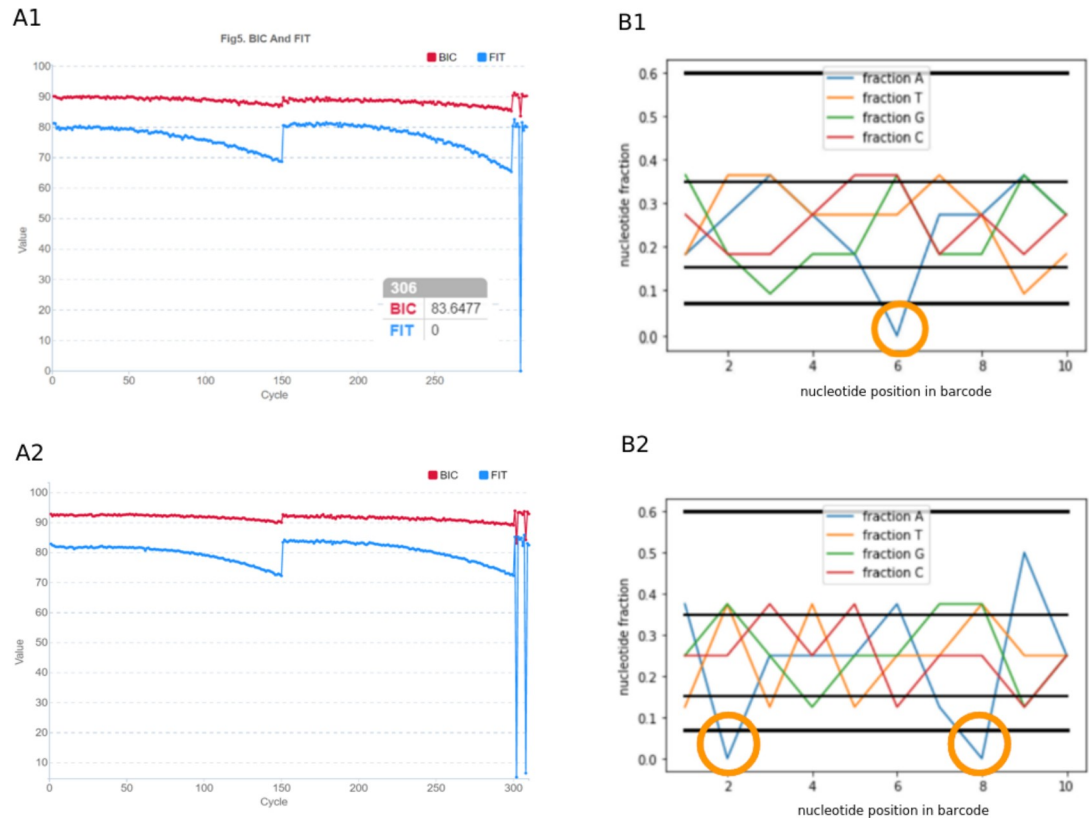 A1
Fig5. BIC And FIT
BIC FIT
100
90
80
70
60
50
40
30
20
10
0
Value
0 50 100 150 200 250
Cycle
306
BIC 83.6477
FIT 0
B1
0.6
0.4
0.3
0.2
0.1
0.0
nucleotide fraction
fraction A
fraction T
fraction G
fraction C
2 4 6 8 10
nucleotide position in barcode
A2
BIC FIT
100
90
80
70
60
50
40
30
20
10
Value
0 50 100 150 200 250 300
Cycle
B2
0.6
0.5
0.4
0.3
0.2
0.1
0.0
nucleotide fraction
fraction A
fraction T
fraction G
fraction C
2 4 6 8 10
nucleotide position in barcode